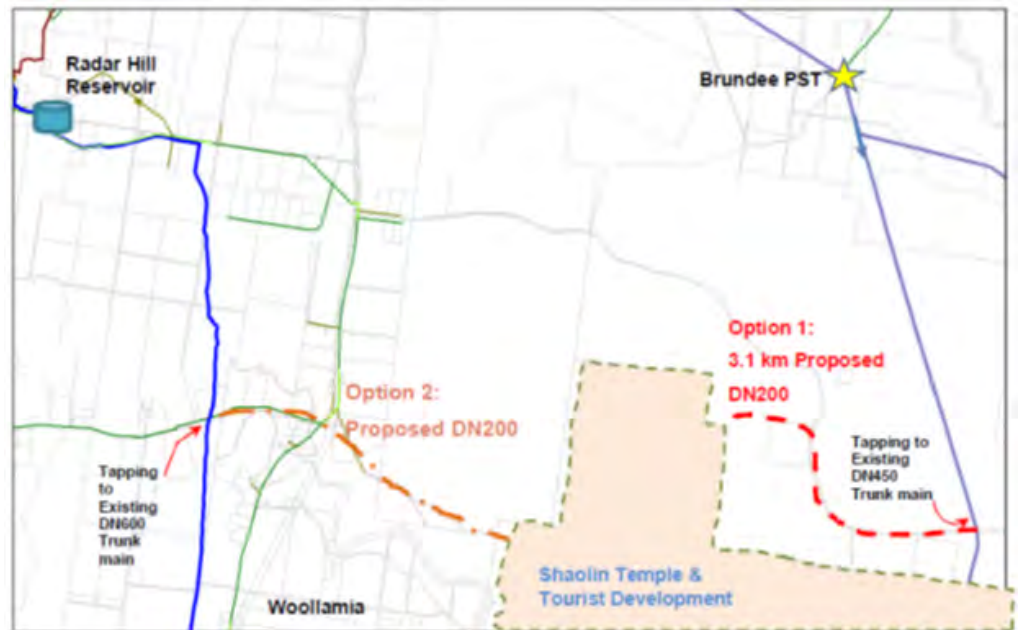 Radar Hill
Reservoir
Brundee PST
Option 1:
3.1 km Proposed
DN200
Option 2:
Proposed DN200
Tapping to
Existing
DN450
Trunk main
Tapping
to
Existing
DN600
Trunk
main
Shaolin Temple &
Tourist Development
Woollamia